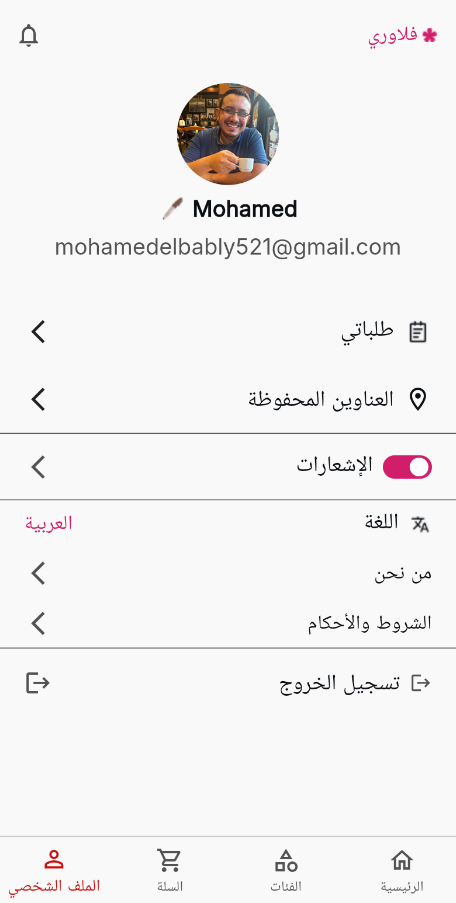 فلاوري
Mohamed
mohamedelbably521@gmail.com
طلباتي
العناوين المحفوظة
الإشعارات
اللغة العربية
من نحن
الشروط والأحكام
تسجيل الخروج
الرئيسية الفئات السلة الملف الشخصي